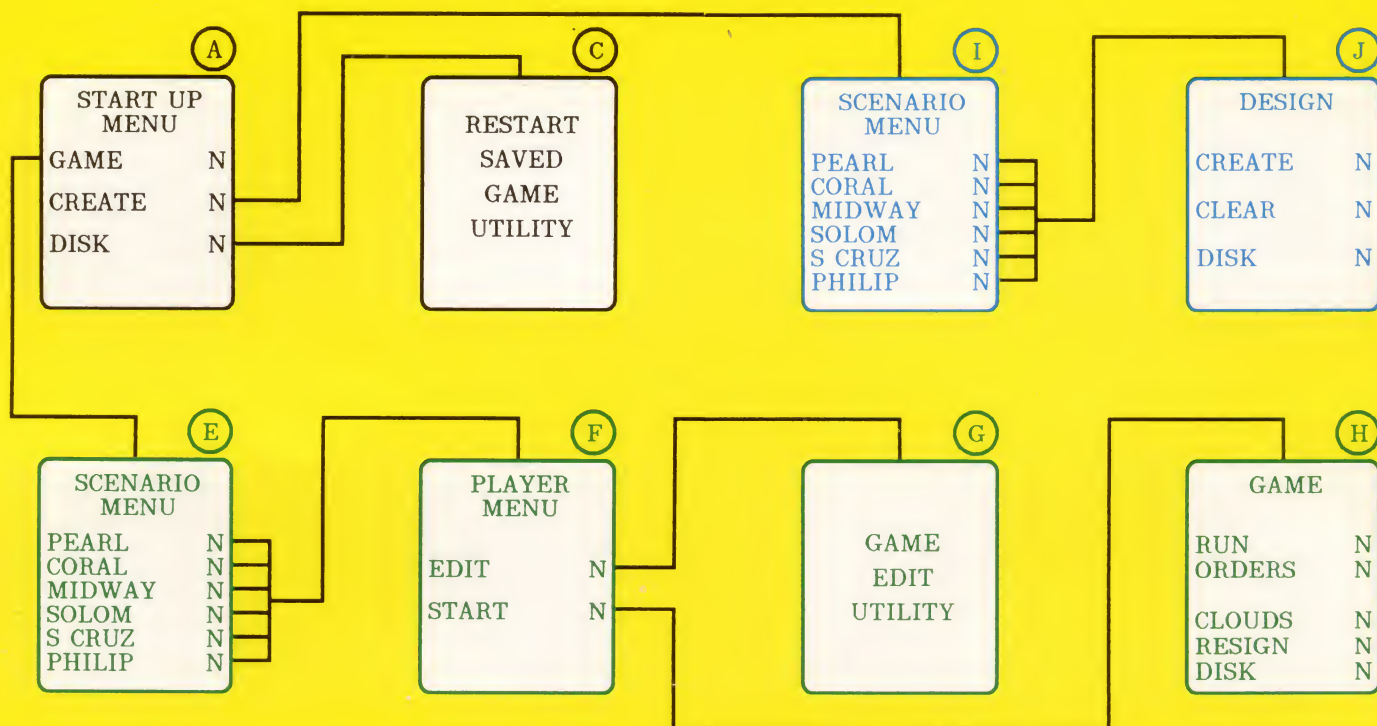 A
START UP
MENU
GAME N
CREATE N
DISK N
C
RESTART
SAVED
GAME
UTILITY
I
SCENARIO
MENU
PEARL N
CORAL N
MIDWAY N
SOLOM N
S CRUZ N
PHILIP N
J
DESIGN
CREATE N
CLEAR N
DISK N
E
SCENARIO
MENU
PEARL N
CORAL N
MIDWAY N
SOLOM N
S CRUZ N
PHILIP N
F
PLAYER
MENU
EDIT N
START N
G
GAME
EDIT
UTILITY
H
GAME
RUN N
ORDERS N
CLOUDS N
RESIGN N
DISK N